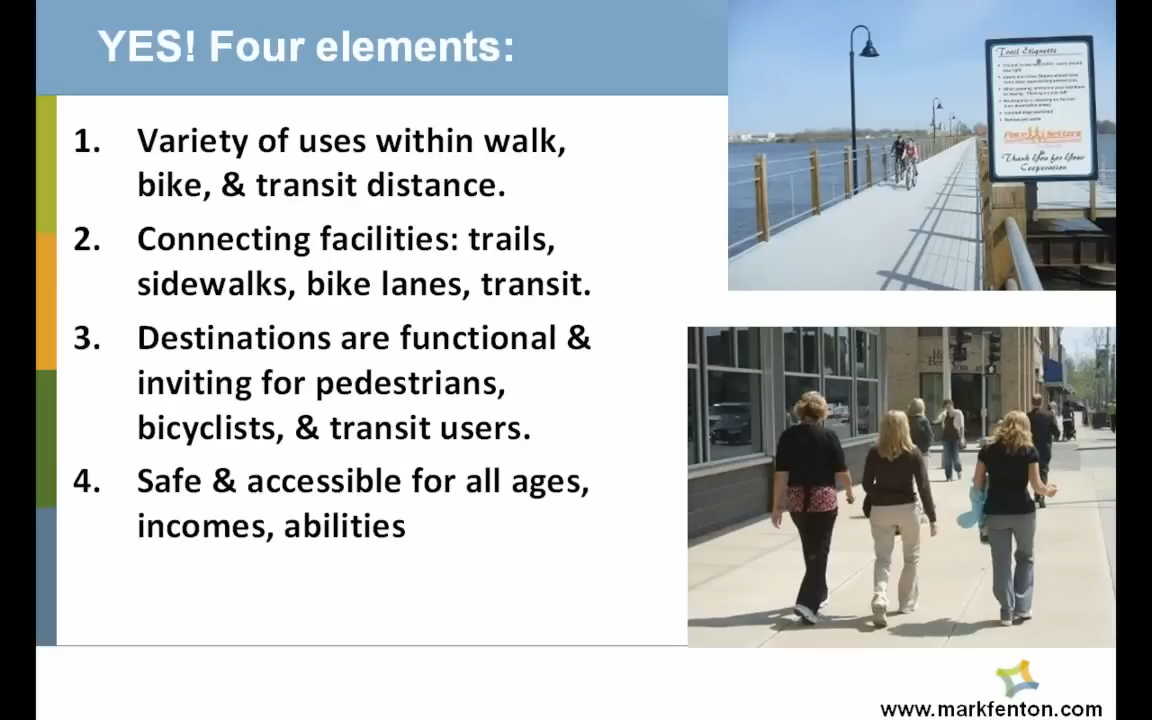 YES! Four elements:
1. Variety of uses within walk,
bike, & transit distance.
2. Connecting facilities: trails,
sidewalks, bike lanes, transit.
3. Destinations are functional &
inviting for pedestrians,
bicyclists, & transit users.
4. Safe & accessible for all ages,
incomes, abilities
Trail Etiquette
Thank You for Your
Cooperation
www.markfenton.com